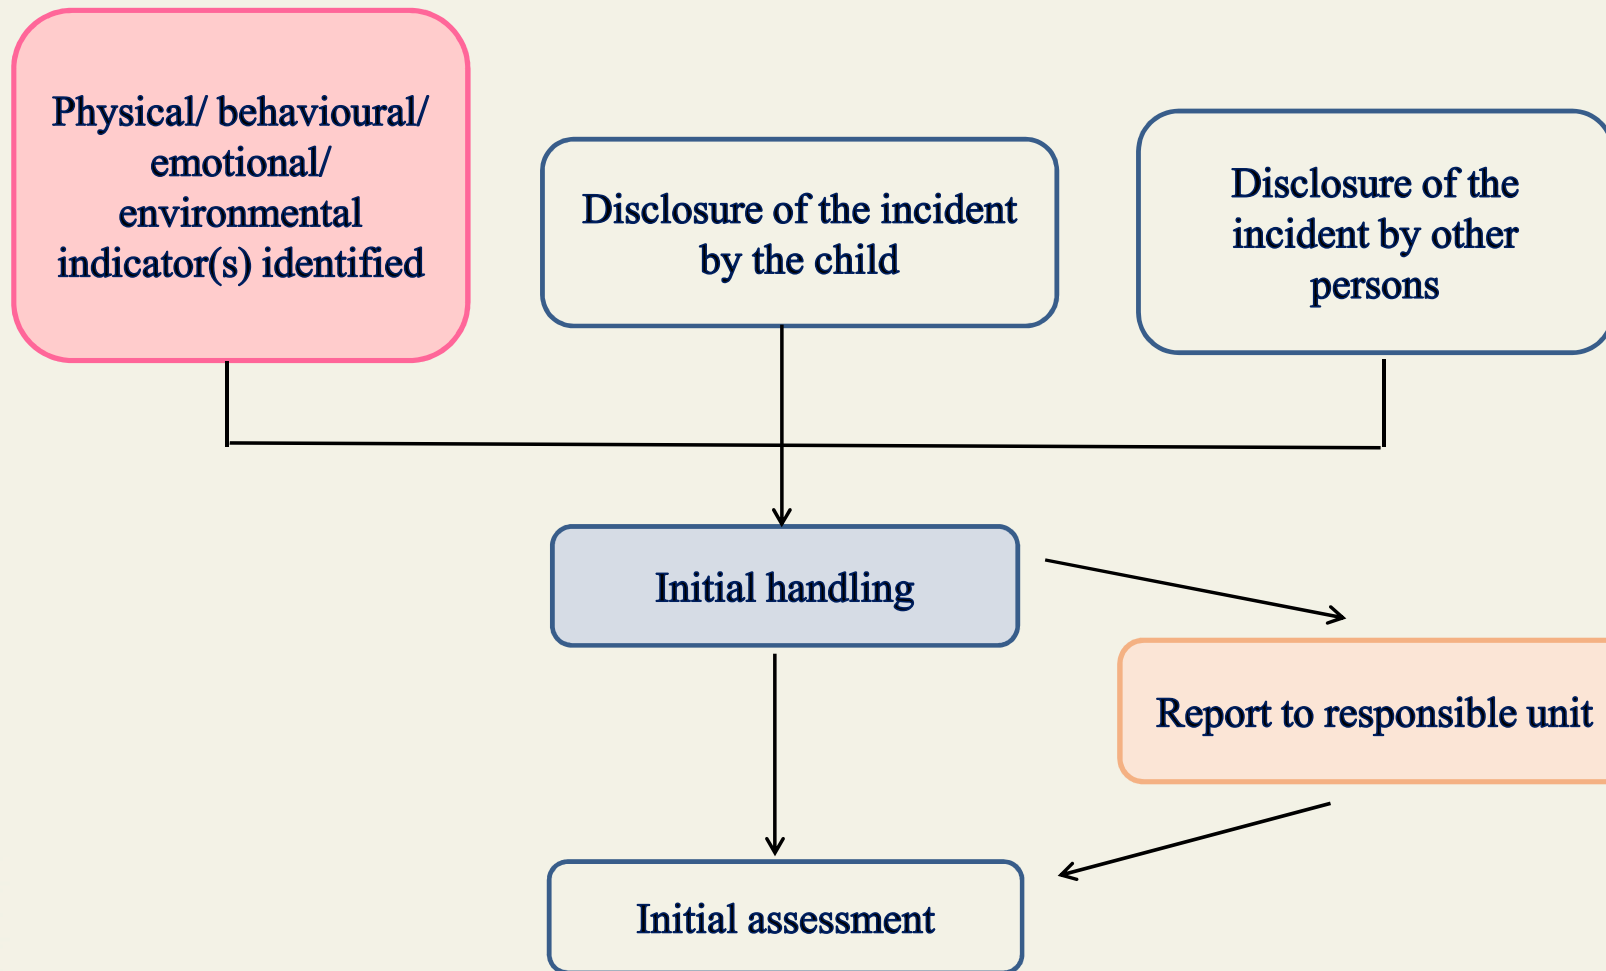 Physical/ behavioural/
emotional/
environmental
indicator(s) identified
Disclosure of the incident
by the child
Disclosure of the
incident by other
persons
Initial handling
Report to responsible unit
Initial assessment